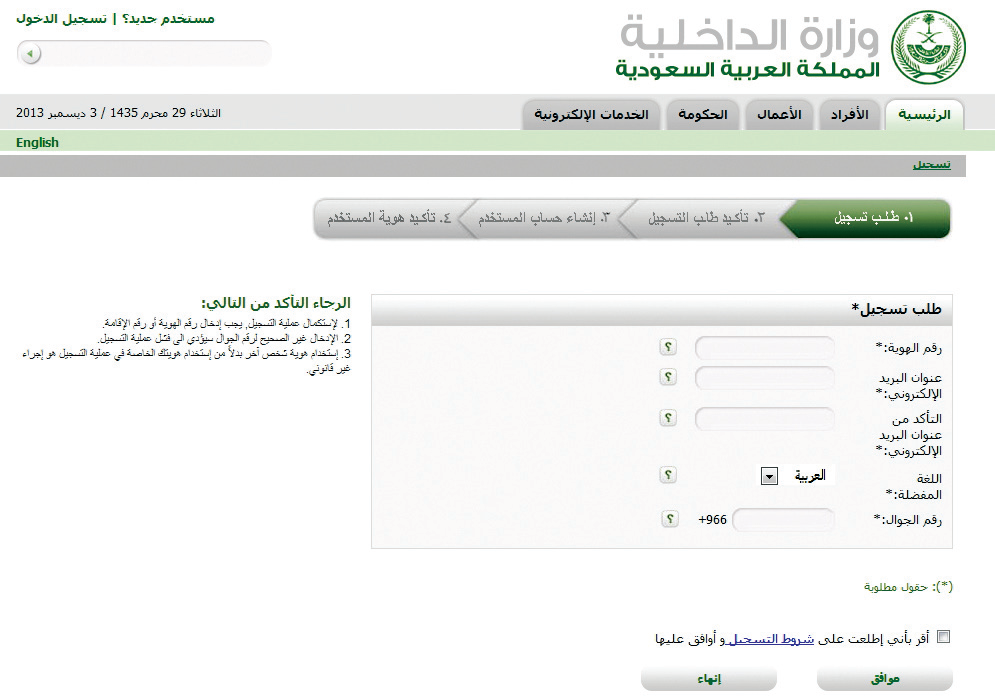 مستخدم جديد؟ | تسجيل الدخول
وزارة الداخلية
المملكة العربية السعودية
الرئيسية
الأفراد
الأعمال
الحكومة
الخدمات الإلكترونية
الثلاثاء 29 محرم 1435 / 3 ديسمبر 2013
English
تسجيل
١. طلب تسجيل
٢. تأكيد طلب التسجيل
٣. إنشاء حساب المستخدم
٤. تأكيد هوية المستخدم
طلب تسجيل*
رقم الهوية:*
؟
عنوان البريد
الإلكتروني:*
؟
التأكد من
عنوان البريد
الإلكتروني:*
؟
اللغة
المفضلة:*
العربية
؟
رقم الجوال:*
+966
؟
الرجاء التأكد من التالي:
1. لإستكمال عملية التسجيل, يجب إدخال رقم الهوية أو رقم الإقامة.
2. الإدخال غير الصحيح لرقم الجوال سيؤدي الى فشل عملية التسجيل.
3. إستخدام هوية شخص آخر بدلاً من إستخدام هويتك الخاصة في عملية التسجيل هو إجراء
غير قانوني.
(*): حقول مطلوبة
أقر بأني إطلعت على شروط التسجيل و أوافق عليها
موافق
إنهاء